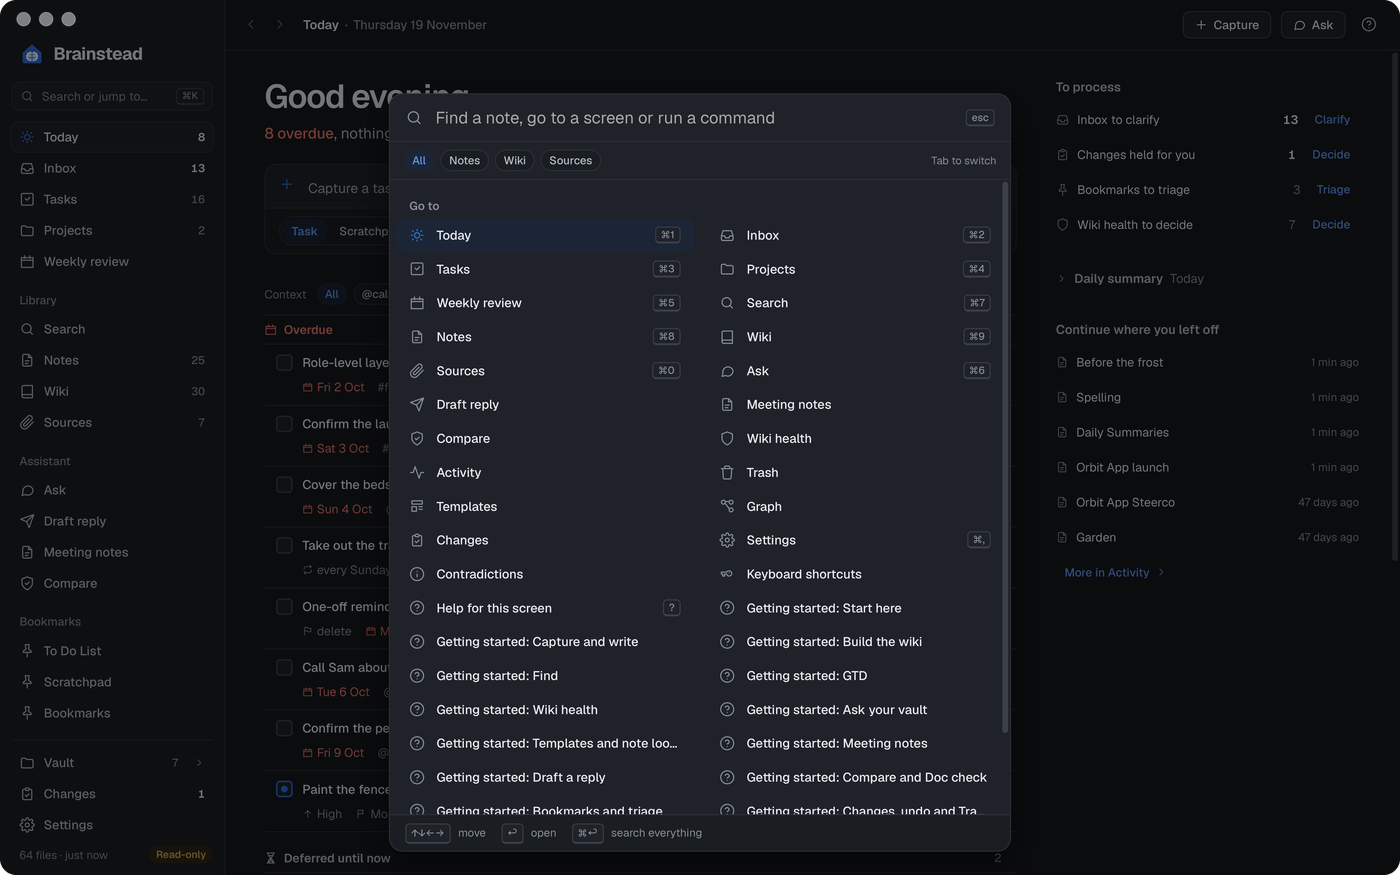 Brainstead
Search or jump to... ⌘K
Today 8
Inbox 13
Tasks 16
Projects 2
Weekly review
Library
Search
Notes 25
Wiki 30
Sources 7
Assistant
Ask
Draft reply
Meeting notes
Compare
Bookmarks
To Do List
Scratchpad
Bookmarks
Vault 7
Changes 1
Settings
64 files · just now Read-only
Today · Thursday 19 November
Capture
Ask
Good evening
8 overdue, nothing
Capture a tas
Task Scratchp
Context All @cal
Overdue
Role-level laye
Fri 2 Oct
Confirm the lau
Sat 3 Oct #
Cover the beds
Sun 4 Oct
Take out the tr
every Sunday
One-off remind
delete M
Call Sam abou
Tue 6 Oct
Confirm the pe
Fri 9 Oct @
Paint the fence
High Mo
Deferred until now 2
Find a note, go to a screen or run a command esc
All Notes Wiki Sources Tab to switch
Go to
Today ⌘1
Inbox ⌘2
Tasks ⌘3
Projects ⌘4
Weekly review ⌘5
Search ⌘7
Notes ⌘8
Wiki ⌘9
Sources ⌘0
Ask ⌘6
Draft reply
Meeting notes
Compare
Wiki health
Activity
Trash
Templates
Graph
Changes
Settings ⌘,
Contradictions
Keyboard shortcuts
Help for this screen ?
Getting started: Start here
Getting started: Capture and write
Getting started: Build the wiki
Getting started: Find
Getting started: GTD
Getting started: Wiki health
Getting started: Ask your vault
Getting started: Templates and note loo...
Getting started: Meeting notes
Getting started: Draft a reply
Getting started: Compare and Doc check
Getting started: Bookmarks and triage
Getting started: Changes, undo and Tra...
↑↓←→ move ↩ open ⌘↩ search everything
To process
Inbox to clarify 13 Clarify
Changes held for you 1 Decide
Bookmarks to triage 3 Triage
Wiki health to decide 7 Decide
Daily summary Today
Continue where you left off
Before the frost 1 min ago
Spelling 1 min ago
Daily Summaries 1 min ago
Orbit App launch 1 min ago
Orbit App Steerco 47 days ago
Garden 47 days ago
More in Activity